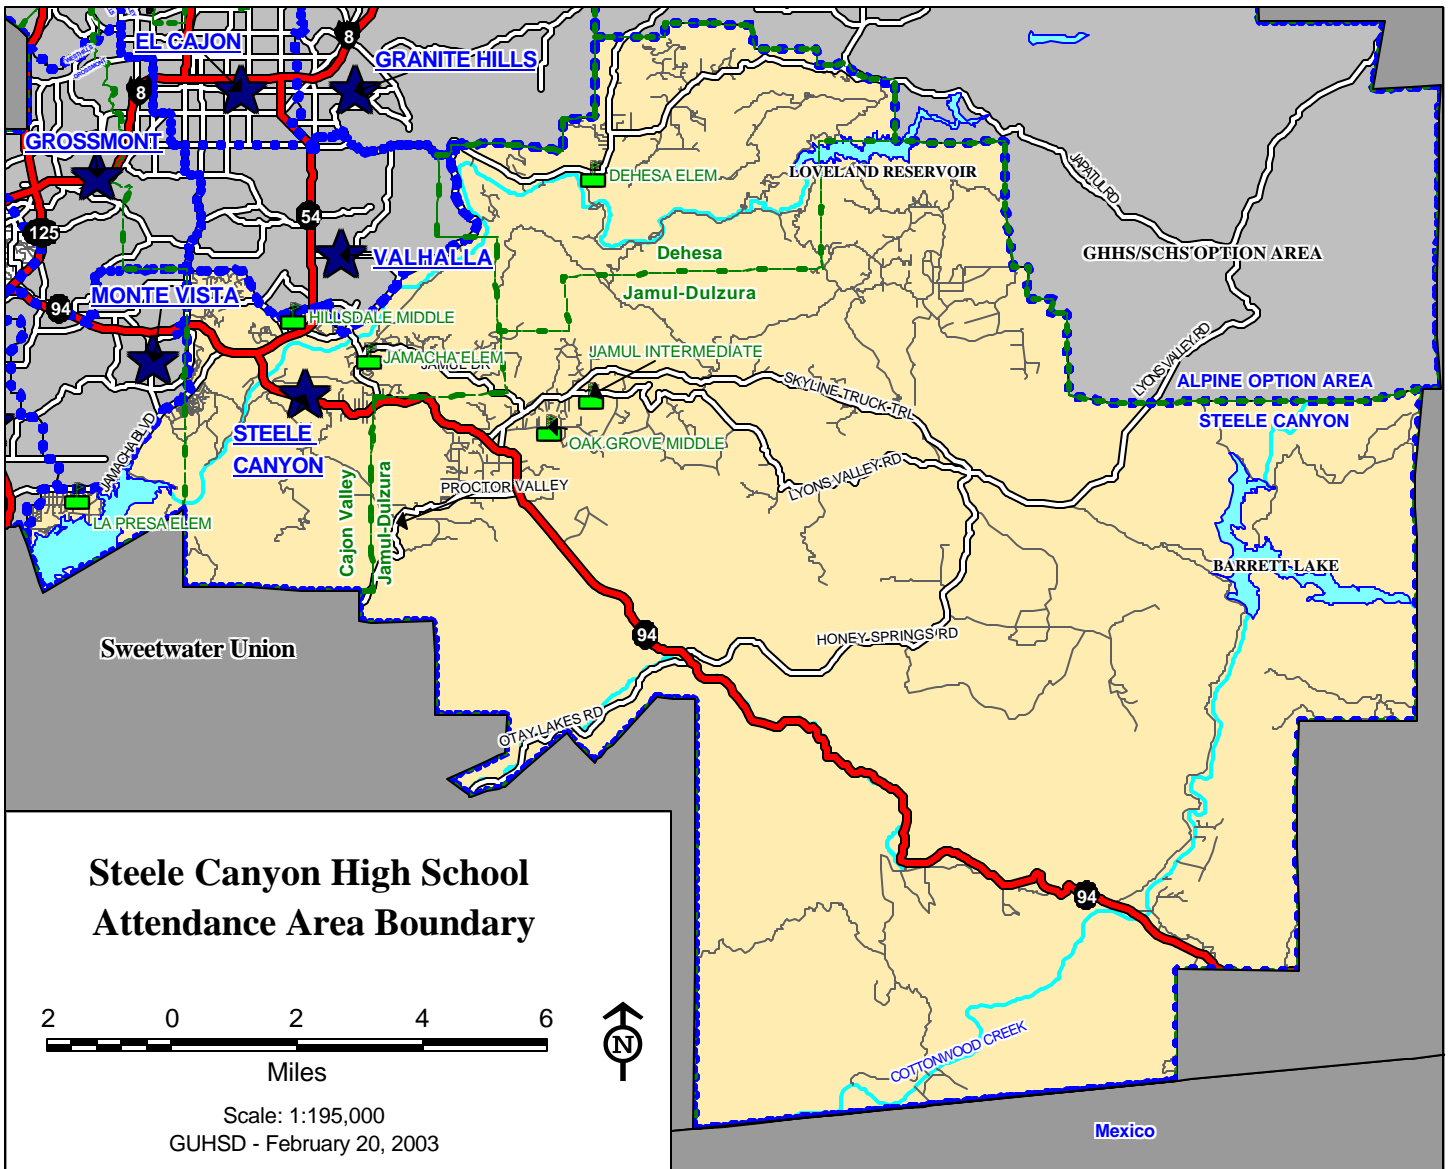 EL CAJON
8
GRANITE HILLS
WESTHILLS
GROSSMONT
8
GROSSMONT
DEHESA ELEM
LOVELAND RESERVOIR
JAPATUL RD
54
125
VALHALLA
Dehesa
GHHS/SCHS OPTION AREA
Jamul-Dulzura
MONTE VISTA
94
HILLSDALE MIDDLE
JAMACHA ELEM
JAMUL DR
JAMUL INTERMEDIATE
SKYLINE TRUCK TRL
LYONS VALLEY RD
ALPINE OPTION AREA
STEELE CANYON
STEELE
CANYON
OAK GROVE MIDDLE
JAMACHA BLVD
LYONS VALLEY RD
PROCTOR VALLEY
LA PRESA ELEM
Cajon Valley
Jamul-Dulzura
BARRETT LAKE
Sweetwater Union
94
HONEY SPRINGS RD
OTAY LAKES RD
Steele Canyon High School
Attendance Area Boundary
94
2 0 2 4 6
Miles
N
COTTONWOOD CREEK
Scale: 1:195,000
GUHSD - February 20, 2003
Mexico